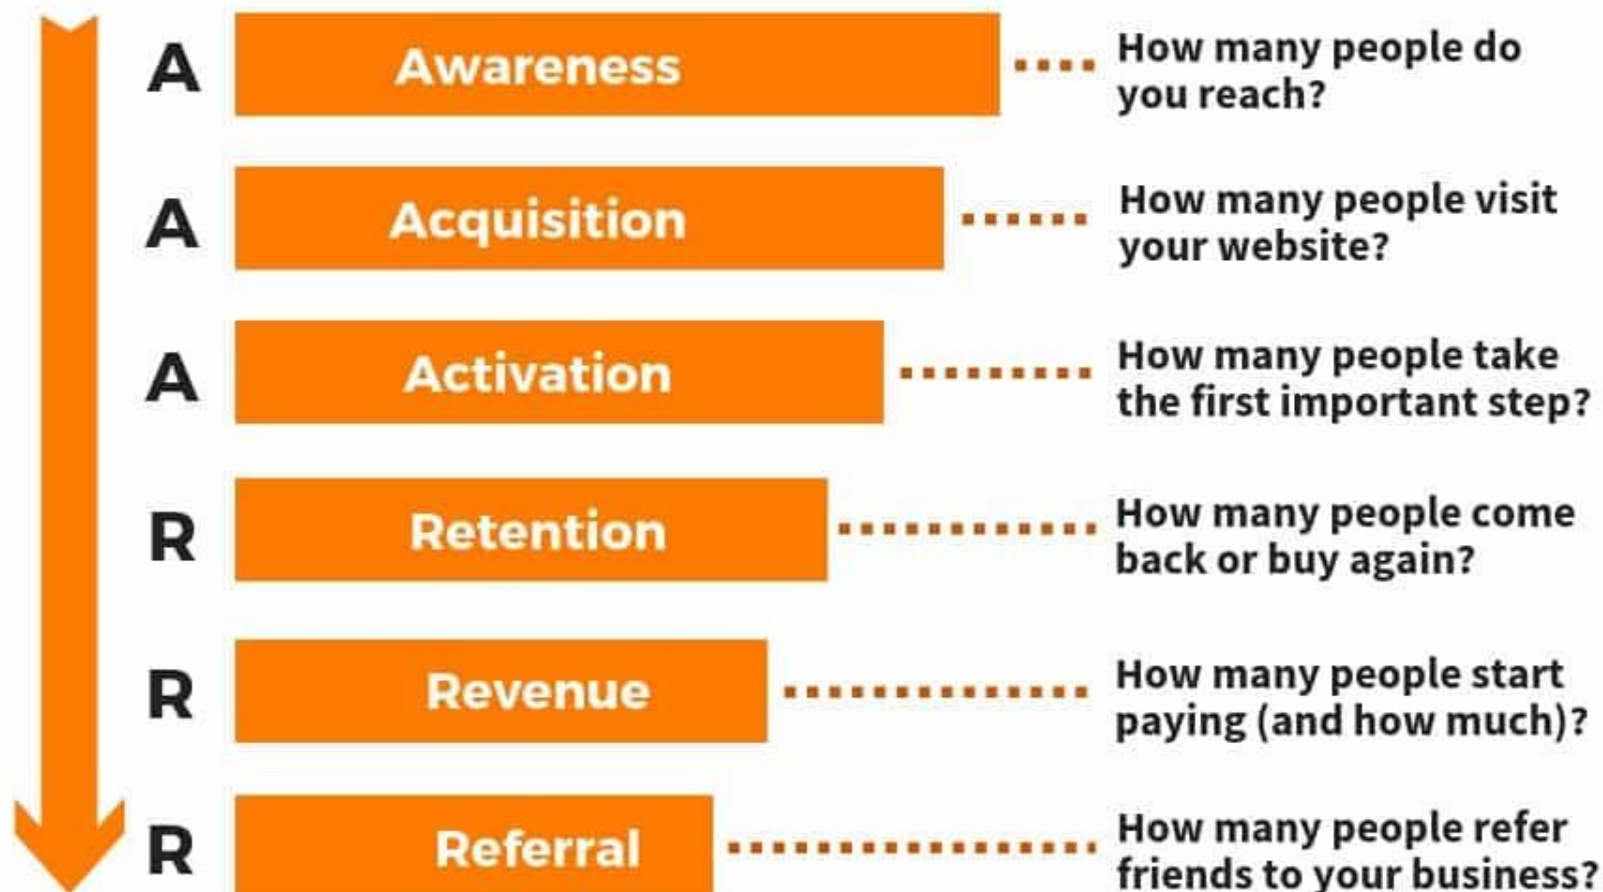 A
Awareness
How many people do
you reach?
A
Acquisition
How many people visit
your website?
A
Activation
How many people take
the first important step?
R
Retention
How many people come
back or buy again?
R
Revenue
How many people start
paying (and how much)?
R
Referral
How many people refer
friends to your business?